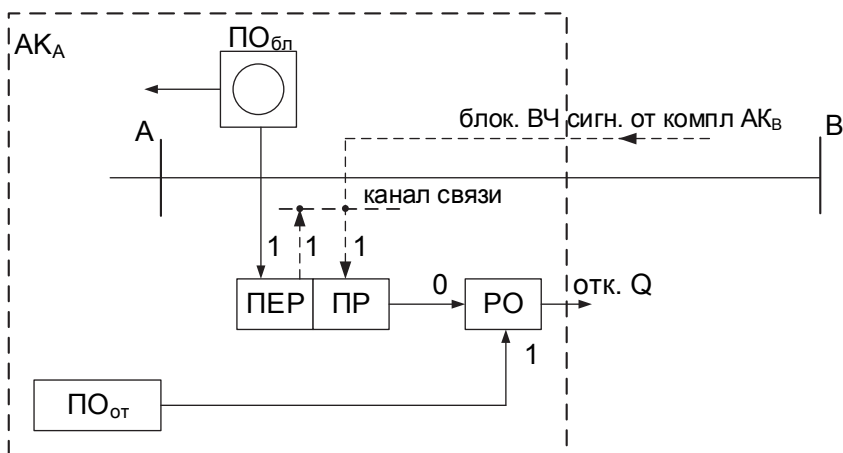 ПОбл
АКА
блок. ВЧ сигн. от компл АКВ
А
В
канал связи
1
1
1
ПЕР
ПР
0
РО
отк. Q
1
ПОот